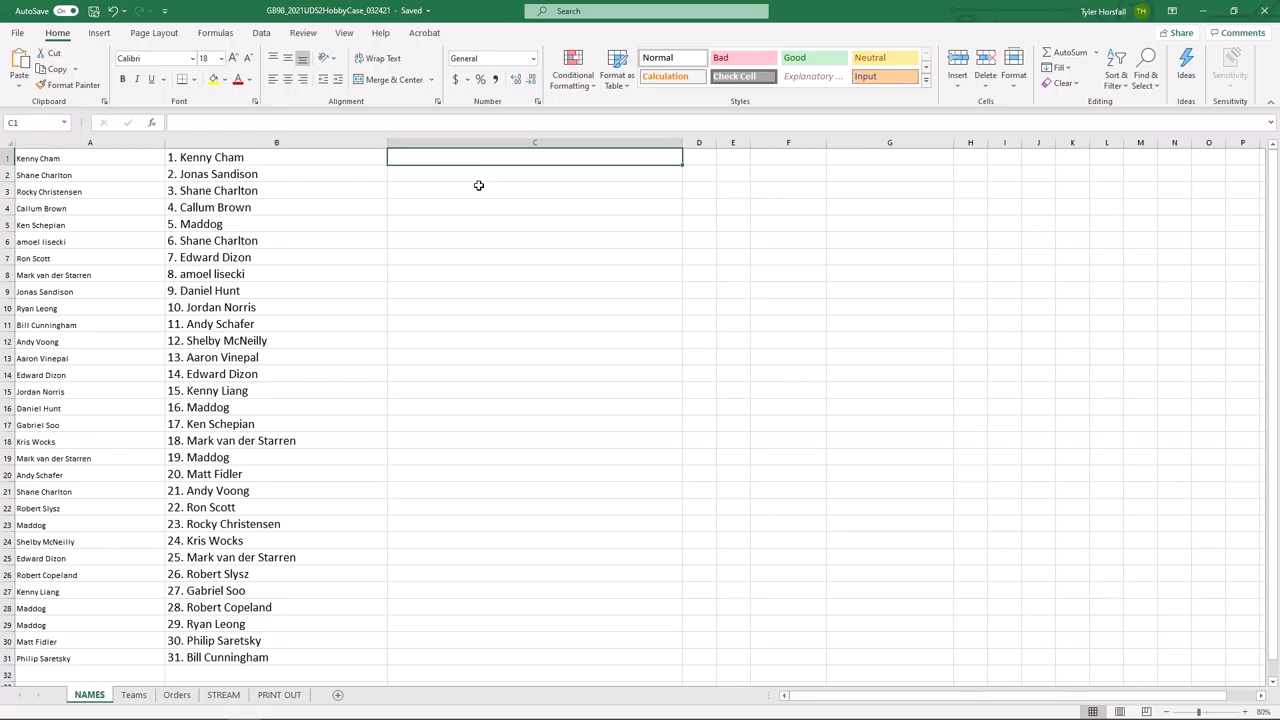 AutoSave On GB98_2021UDS2HobbyCase_032421 - Saved Search Tyler Horsfall TH
File Home Insert Page Layout Formulas Data Review View Help Acrobat Share Comments
Paste Cut Copy Format Painter Clipboard
Calibri 18 B I U Font
Wrap Text Merge & Center Alignment
General $ % Number
Conditional Formatting Format as Table Normal Bad Good Neutral Calculation Check Cell Explanatory ... Input Styles
Insert Delete Format Cells
AutoSum Fill Clear Sort & Filter Find & Select Editing
Ideas Ideas
Sensitivity Sensitivity
C1 fx
A B C D E F G H I J K L M N O P
1 Kenny Cham 1. Kenny Cham
2 Shane Charlton 2. Jonas Sandison
3 Rocky Christensen 3. Shane Charlton
4 Callum Brown 4. Callum Brown
5 Ken Schepian 5. Maddog
6 amoel lisecki 6. Shane Charlton
7 Ron Scott 7. Edward Dizon
8 Mark van der Starren 8. amoel lisecki
9 Jonas Sandison 9. Daniel Hunt
10 Ryan Leong 10. Jordan Norris
11 Bill Cunningham 11. Andy Schafer
12 Andy Voong 12. Shelby McNeilly
13 Aaron Vinepal 13. Aaron Vinepal
14 Edward Dizon 14. Edward Dizon
15 Jordan Norris 15. Kenny Liang
16 Daniel Hunt 16. Maddog
17 Gabriel Soo 17. Ken Schepian
18 Kris Wocks 18. Mark van der Starren
19 Mark van der Starren 19. Maddog
20 Andy Schafer 20. Matt Fidler
21 Shane Charlton 21. Andy Voong
22 Robert Slysz 22. Ron Scott
23 Maddog 23. Rocky Christensen
24 Shelby McNeilly 24. Kris Wocks
25 Edward Dizon 25. Mark van der Starren
26 Robert Copeland 26. Robert Slysz
27 Kenny Liang 27. Gabriel Soo
28 Maddog 28. Robert Copeland
29 Maddog 29. Ryan Leong
30 Matt Fidler 30. Philip Saretsky
31 Philip Saretsky 31. Bill Cunningham
32
NAMES Teams Orders STREAM PRINT OUT
80%